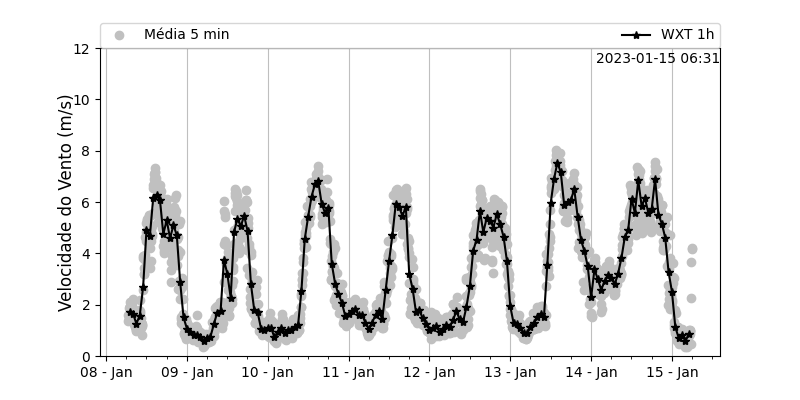 Média 5 min
WXT 1h
2023-01-15 06:31
Velocidade do Vento (m/s)
12
10
8
6
4
2
0
08 - Jan
09 - Jan
10 - Jan
11 - Jan
12 - Jan
13 - Jan
14 - Jan
15 - Jan